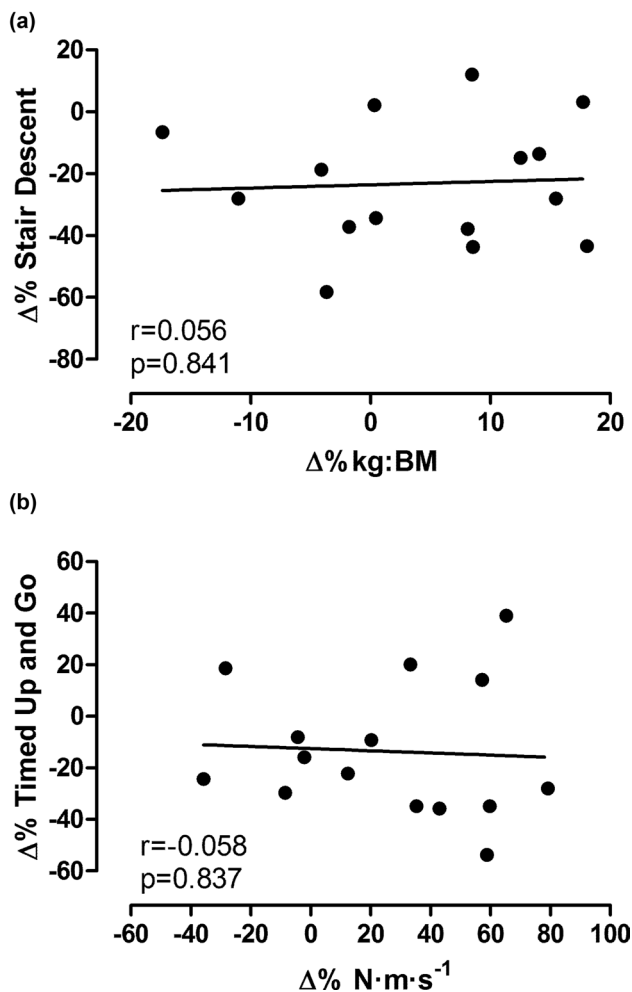 (a)
Δ% Stair Descent
20
0
-20
-40
-60
-80
r=0.056
p=0.841
-20
-10
0
10
20
Δ% kg:BM
(b)
Δ% Timed Up and Go
60
40
20
0
-20
-40
-60
r=-0.058
p=0.837
-60
-40
-20
0
20
40
60
80
100
Δ% N·m·s⁻¹